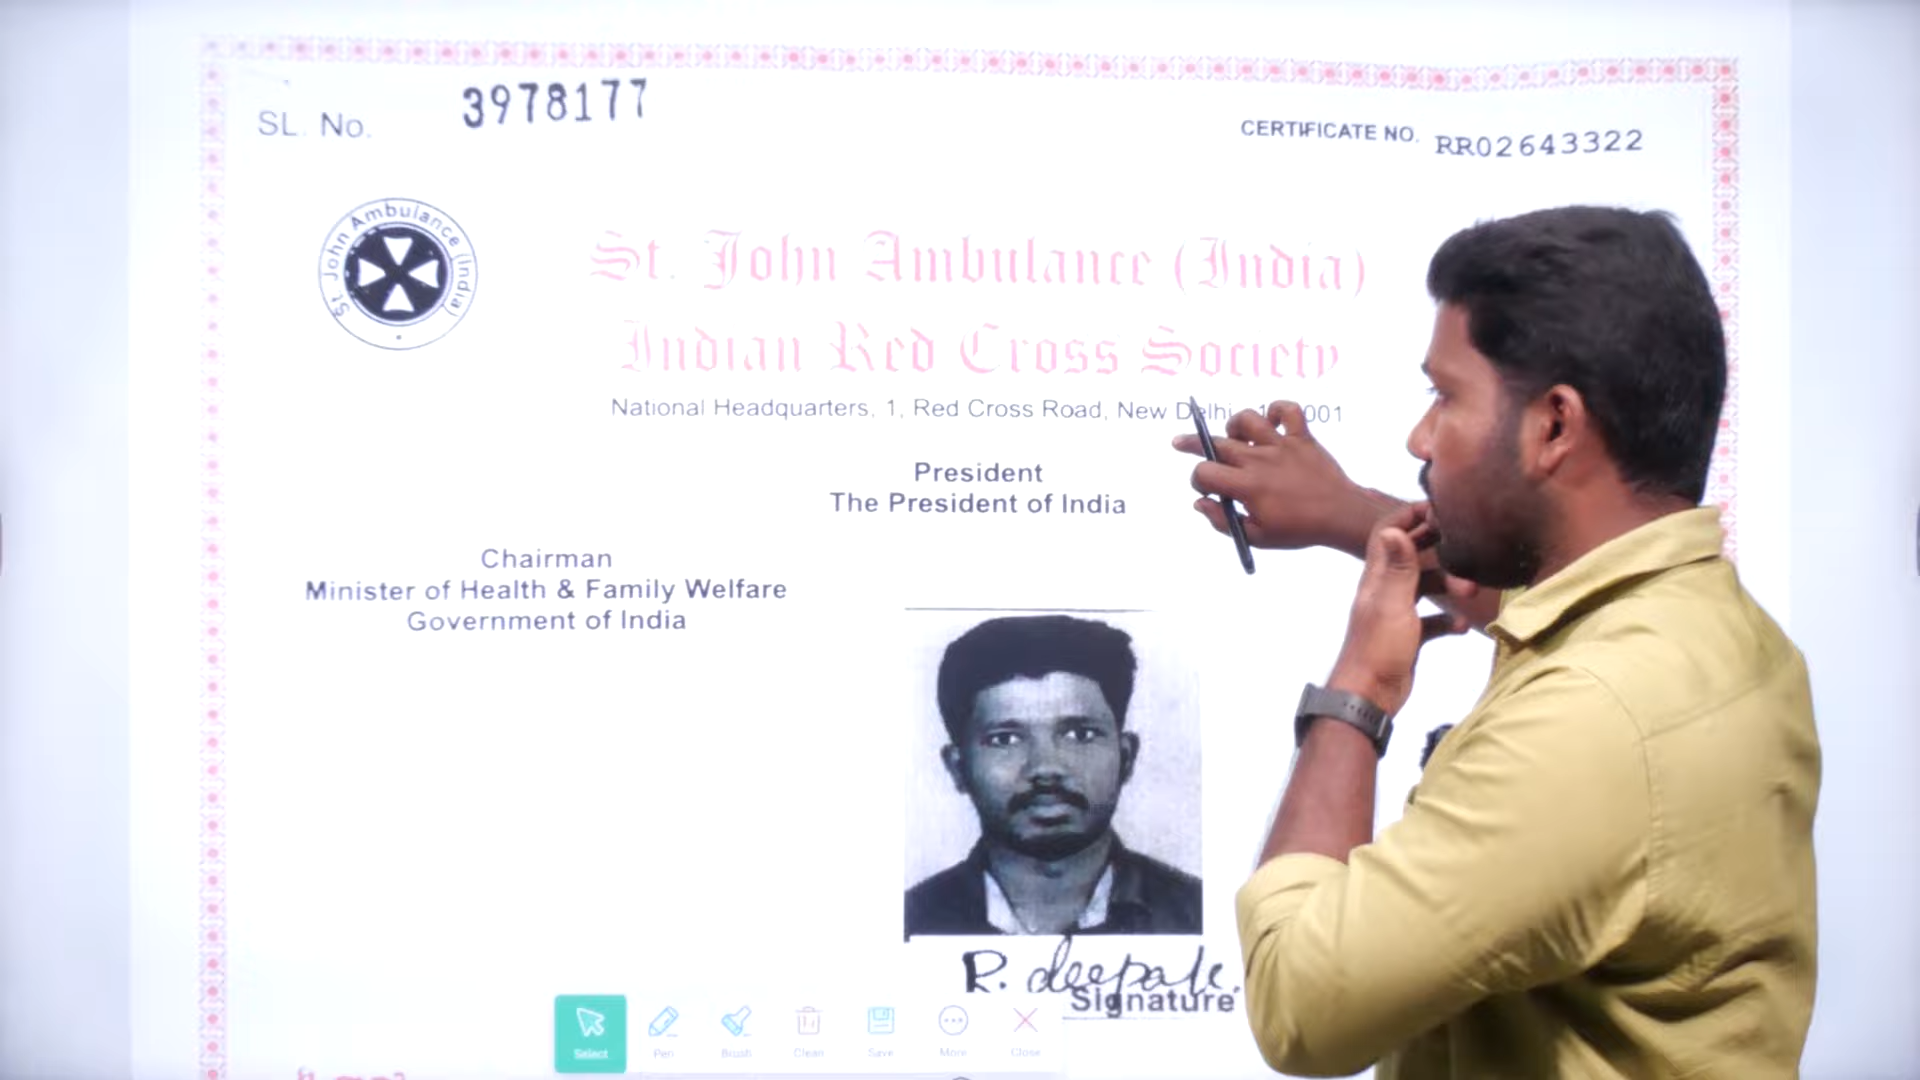 SL. No. 3978177
CERTIFICATE NO. RR02643322
St. John Ambulance (India)
St. John Ambulance (India)
Indian Red Cross Society
National Headquarters, 1, Red Cross Road, New Delhi 001
President
The President of India
Chairman
Minister of Health & Family Welfare
Government of India
R. deepak.
Signature
Select Pen Brush Clean Save More Close